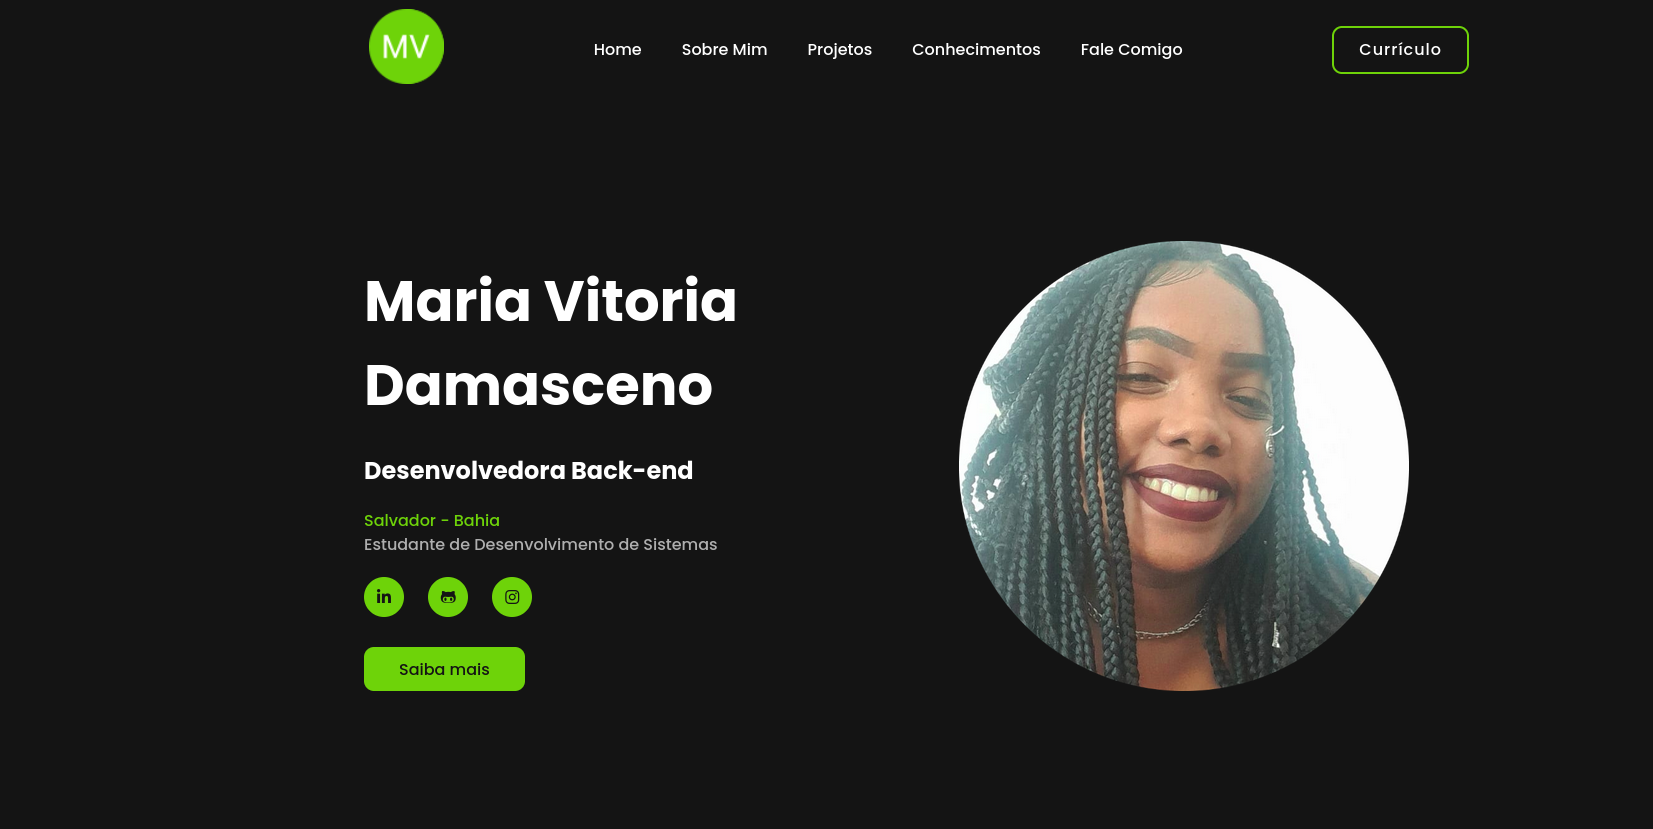 MV
Home
Sobre Mim
Projetos
Conhecimentos
Fale Comigo
Currículo
Maria Vitoria
Damasceno
Desenvolvedora Back-end
Salvador - Bahia
Estudante de Desenvolvimento de Sistemas
in
Saiba mais